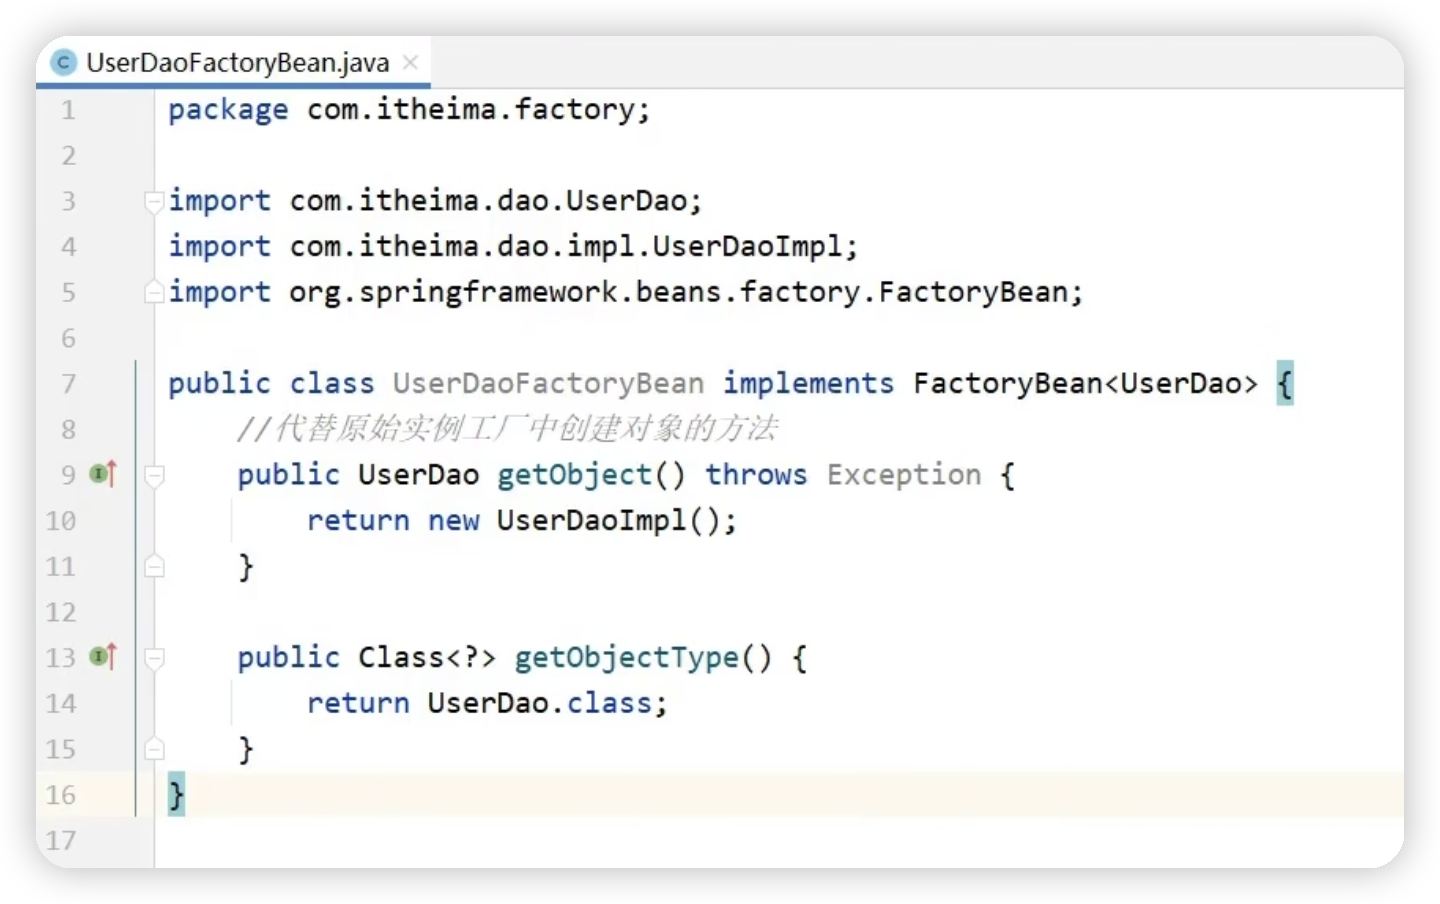 UserDaoFactoryBean.java
1 package com.itheima.factory;
2
3 import com.itheima.dao.UserDao;
4 import com.itheima.dao.impl.UserDaoImpl;
5 import org.springframework.beans.factory.FactoryBean;
6
7 public class UserDaoFactoryBean implements FactoryBean<UserDao> {
8 //代替原始实例工厂中创建对象的方法
9 public UserDao getObject() throws Exception {
10 return new UserDaoImpl();
11 }
12
13 public Class<?> getObjectType() {
14 return UserDao.class;
15 }
16 }
17